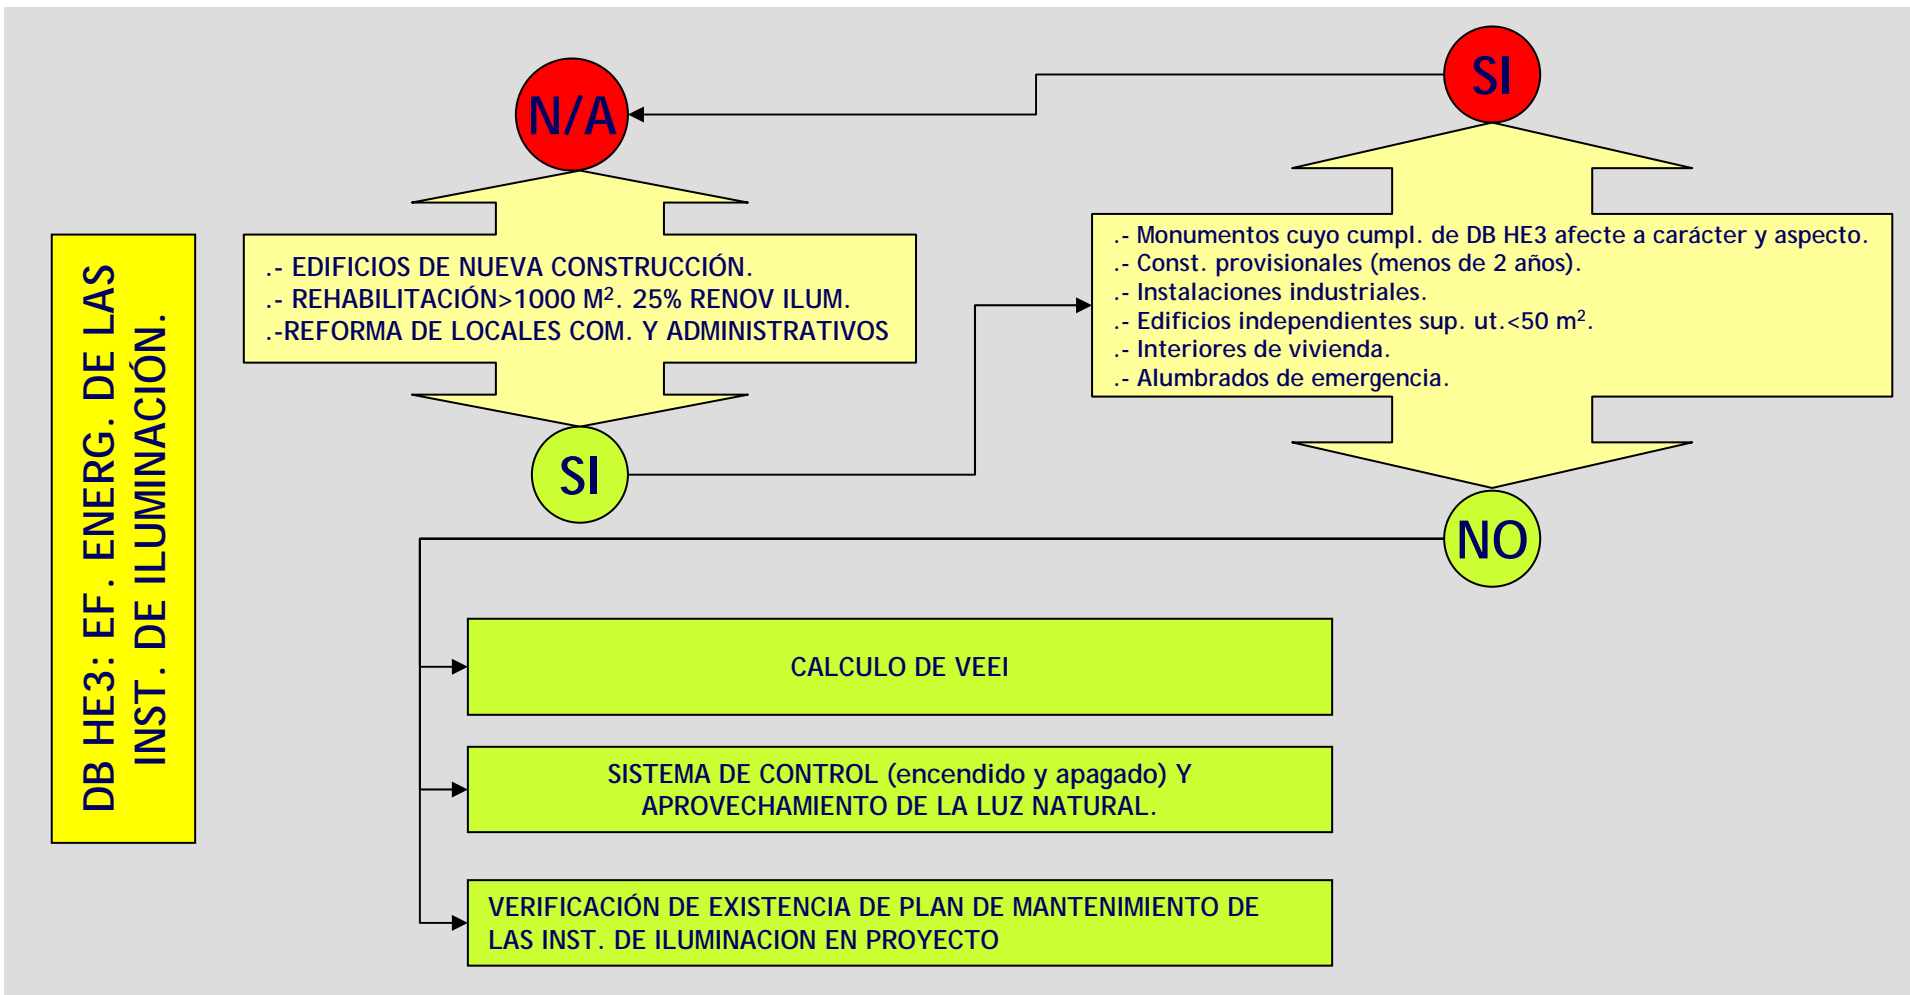 DB HE3: EF. ENERG. DE LAS
INST. DE ILUMINACIÓN.
N/A
.- EDIFICIOS DE NUEVA CONSTRUCCIÓN.
.- REHABILITACIÓN>1000 M². 25% RENOV ILUM.
.-REFORMA DE LOCALES COM. Y ADMINISTRATIVOS
SI
SI
.- Monumentos cuyo cumpl. de DB HE3 afecte a carácter y aspecto.
.- Const. provisionales (menos de 2 años).
.- Instalaciones industriales.
.- Edificios independientes sup. ut.<50 m².
.- Interiores de vivienda.
.- Alumbrados de emergencia.
NO
CALCULO DE VEEI
SISTEMA DE CONTROL (encendido y apagado) Y
APROVECHAMIENTO DE LA LUZ NATURAL.
VERIFICACIÓN DE EXISTENCIA DE PLAN DE MANTENIMIENTO DE
LAS INST. DE ILUMINACION EN PROYECTO